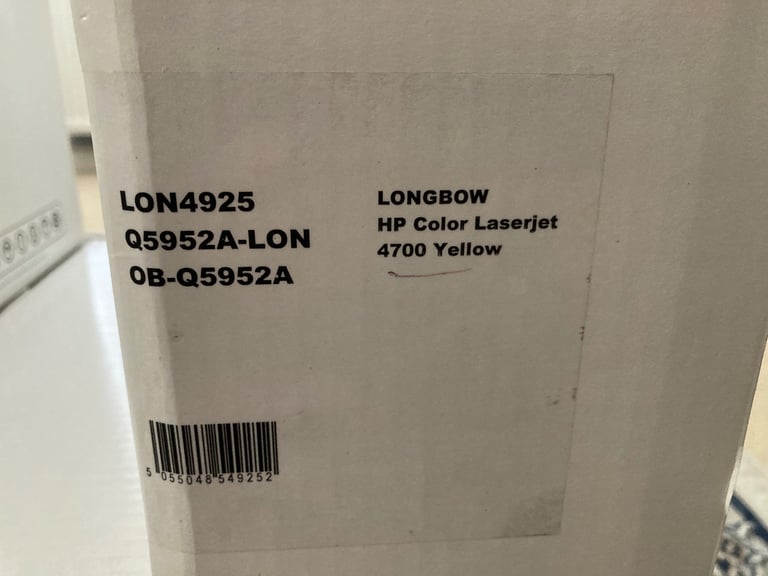 LON4925
Q5952A-LON
OB-Q5952A
LONGBOW
HP Color Laserjet
4700 Yellow
5 055048 549252